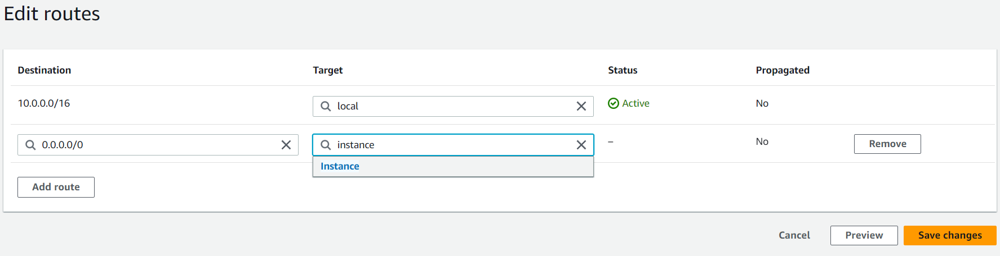 Edit routes
Destination Target Status Propagated
10.0.0.0/16 local Active No
0.0.0.0/0 instance – No Remove
Instance
Add route
Cancel Preview Save changes